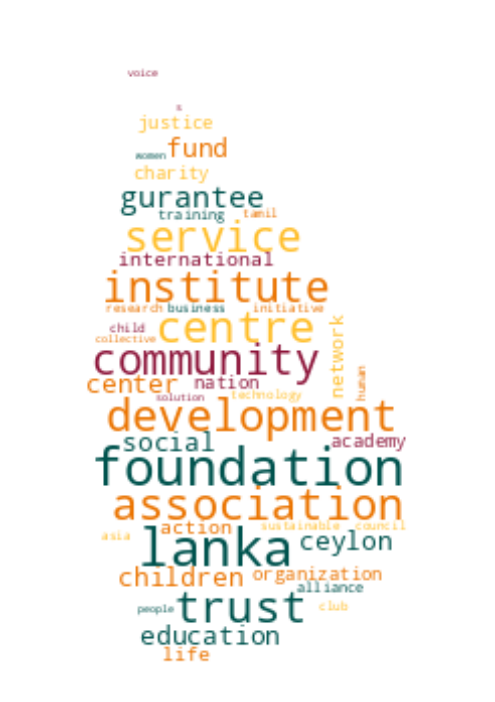 voice
s
justice
women fund
charity
gurantee
training tamil
service
international
institute
research business initiative
child centre
collective
network
community
human
center nation
solution technology
development
social academy
foundation
association
action sustainable council
asia lanka ceylon
children organization
alliance
people trust club
education
life